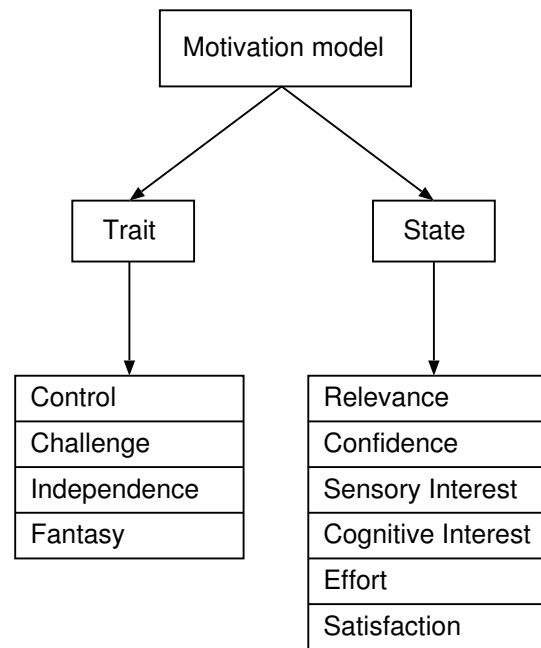 Motivation model
Trait
State
Control
Challenge
Independence
Fantasy
Relevance
Confidence
Sensory Interest
Cognitive Interest
Effort
Satisfaction